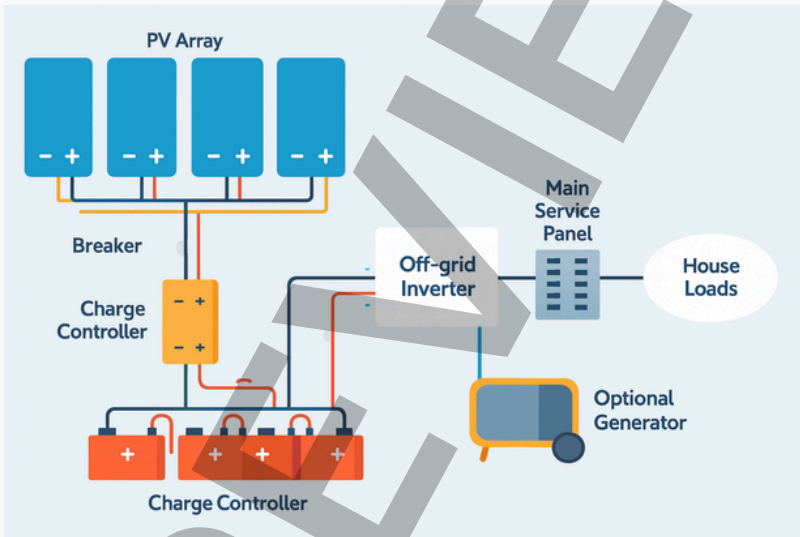 PV Array
- + - + - + - +
Breaker
Charge
Controller
- +
- +
Off-grid
Inverter
Main
Service
Panel
House
Loads
Optional
Generator
+ + + +
Charge Controller